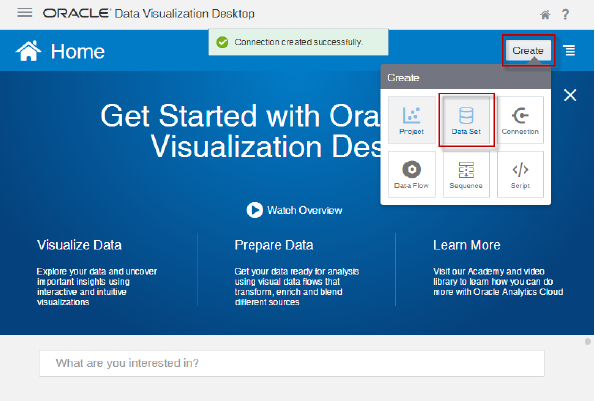 ORACLE® Data Visualization Desktop
?
Connection created successfully.
Home
Create
Create
Project
Data Set
Connection
Data Flow
Sequence
Script
Get Started with Ora
Visualization Des
Watch Overview
Visualize Data
Explore your data and uncover
important insights using
interactive and intuitive
visualizations
Prepare Data
Get your data ready for analysis
using visual data flows that
transform, enrich and blend
different sources
Learn More
Visit our Academy and video
library to learn how you can do
more with Oracle Analytics Cloud
What are you interested in?